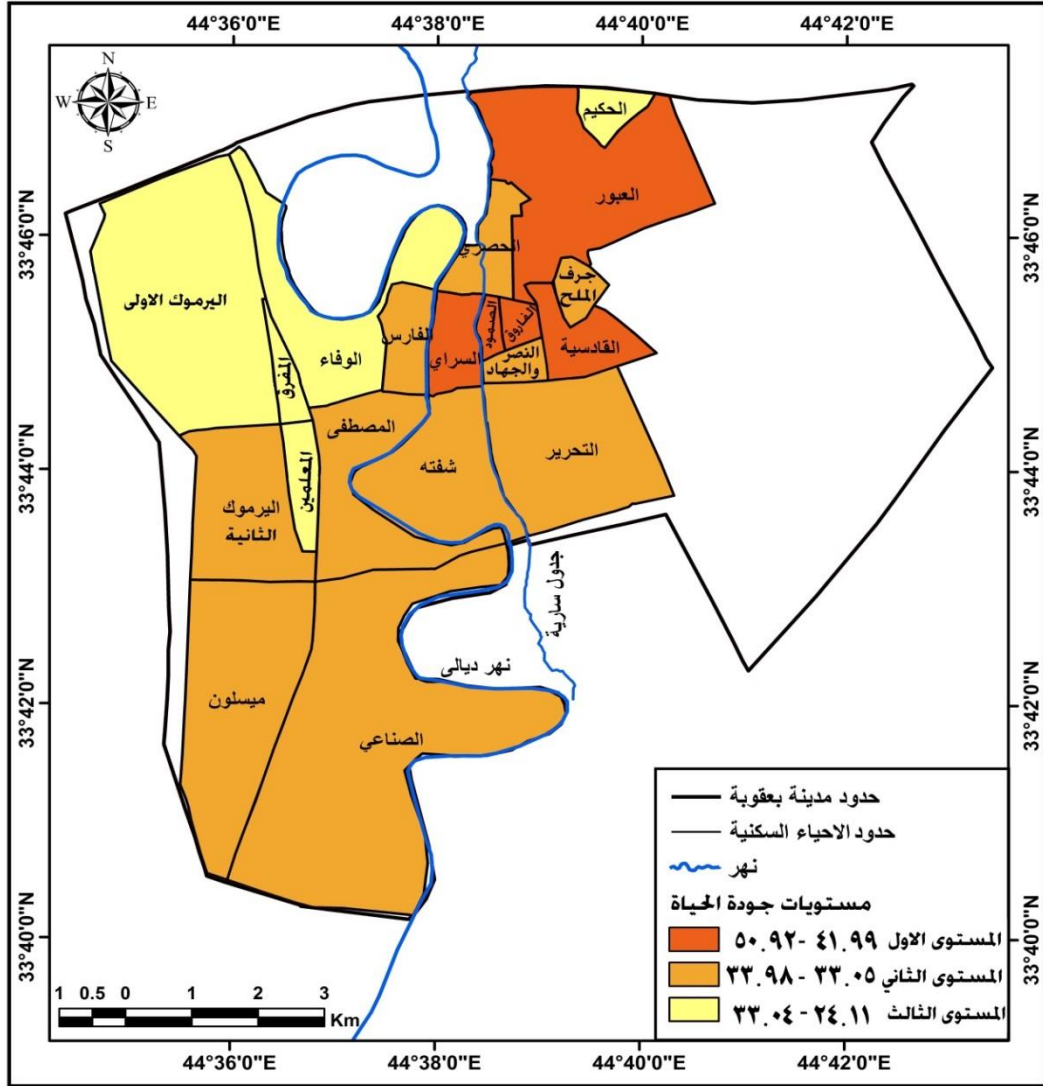 44°36'0"E 44°38'0"E 44°40'0"E 44°42'0"E
N
W E
S
33°46'0"N
33°44'0"N
33°42'0"N
33°40'0"N
33°46'0"N
33°44'0"N
33°42'0"N
33°40'0"N
الحكيم
العبور
الحصري
جرف
الملح
اليرموك الاولى
الوفاء
المفرق
الفارس
السراي
الصمود
الفاروق
النصر
والجهاد
القادسية
المصطفى
شفته
التحرير
المعلمين
اليرموك
الثانية
جدول سارية
نهر ديالى
ميسلون
الصناعي
حدود مدينة بعقوبة
حدود الاحياء السكنية
نهر
مستويات جودة الحياة
المستوى الاول ٤١.٩٩ - ٥٠.٩٢
المستوى الثاني ٣٣.٠٥ - ٣٣.٩٨
المستوى الثالث ٢٤.١١ - ٣٣.٠٤
1 0.5 0 1 2 3
Km
44°36'0"E 44°38'0"E 44°40'0"E 44°42'0"E